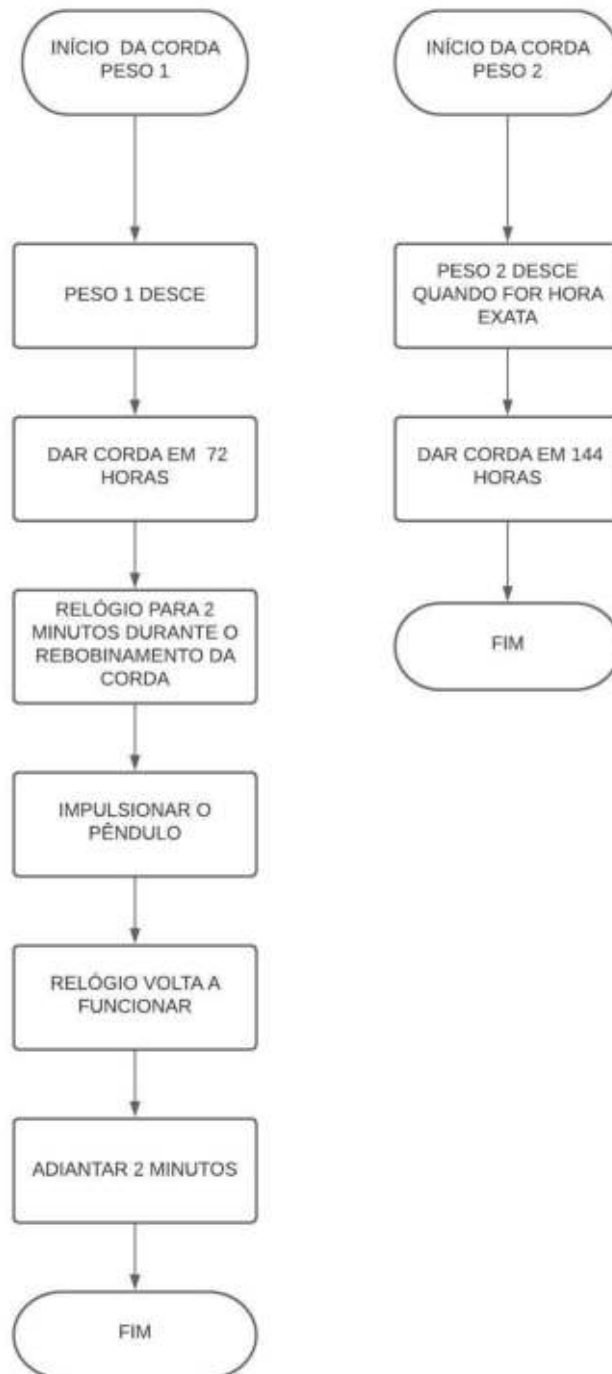 INÍCIO DA CORDA
PESO 1
PESO 1 DESCE
DAR CORDA EM 72
HORAS
RELÓGIO PARA 2
MINUTOS DURANTE O
REBOBINAMENTO DA
CORDA
IMPULSIONAR O
PÊNDULO
RELÓGIO VOLTA A
FUNCIONAR
ADIANTAR 2 MINUTOS
FIM
INÍCIO DA CORDA
PESO 2
PESO 2 DESCE
QUANDO FOR HORA
EXATA
DAR CORDA EM 144
HORAS
FIM